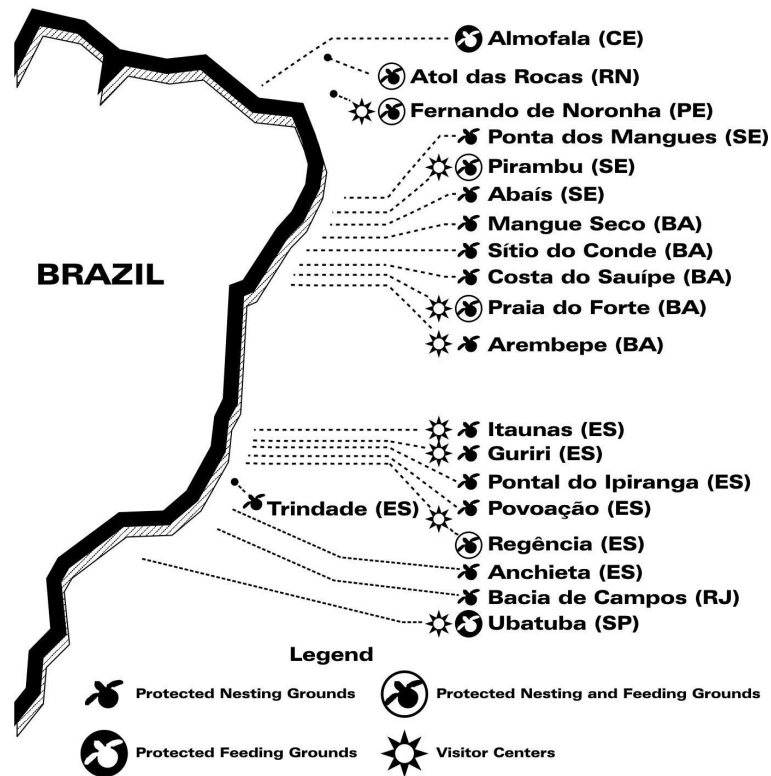 Almofala (CE)
Atol das Rocas (RN)
Fernando de Noronha (PE)
Ponta dos Mangues (SE)
Pirambu (SE)
Abaís (SE)
Mangue Seco (BA)
Sítio do Conde (BA)
BRAZIL
Costa do Sauípe (BA)
Praia do Forte (BA)
Arembepe (BA)
Itaunas (ES)
Guriri (ES)
Pontal do Ipiranga (ES)
Trindade (ES)
Povoação (ES)
Regência (ES)
Anchieta (ES)
Bacia de Campos (RJ)
Ubatuba (SP)
Legend
Protected Nesting Grounds
Protected Nesting and Feeding Grounds
Protected Feeding Grounds
Visitor Centers